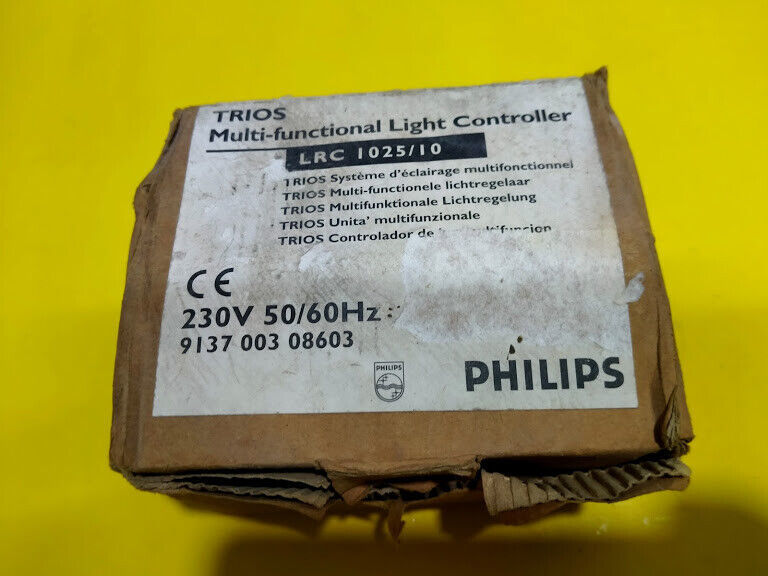 TRIOS
Multi-functional Light Controller
LRC 1025/10
TRIOS Système d'éclairage multifonctionnel
TRIOS Multi-functionele lichtregelaar
TRIOS Multifunktionale Lichtregelung
TRIOS Unita' multifunzionale
TRIOS Controlador de
CE
230V 50/60Hz
9137 003 08603
PHILIPS
PHILIPS